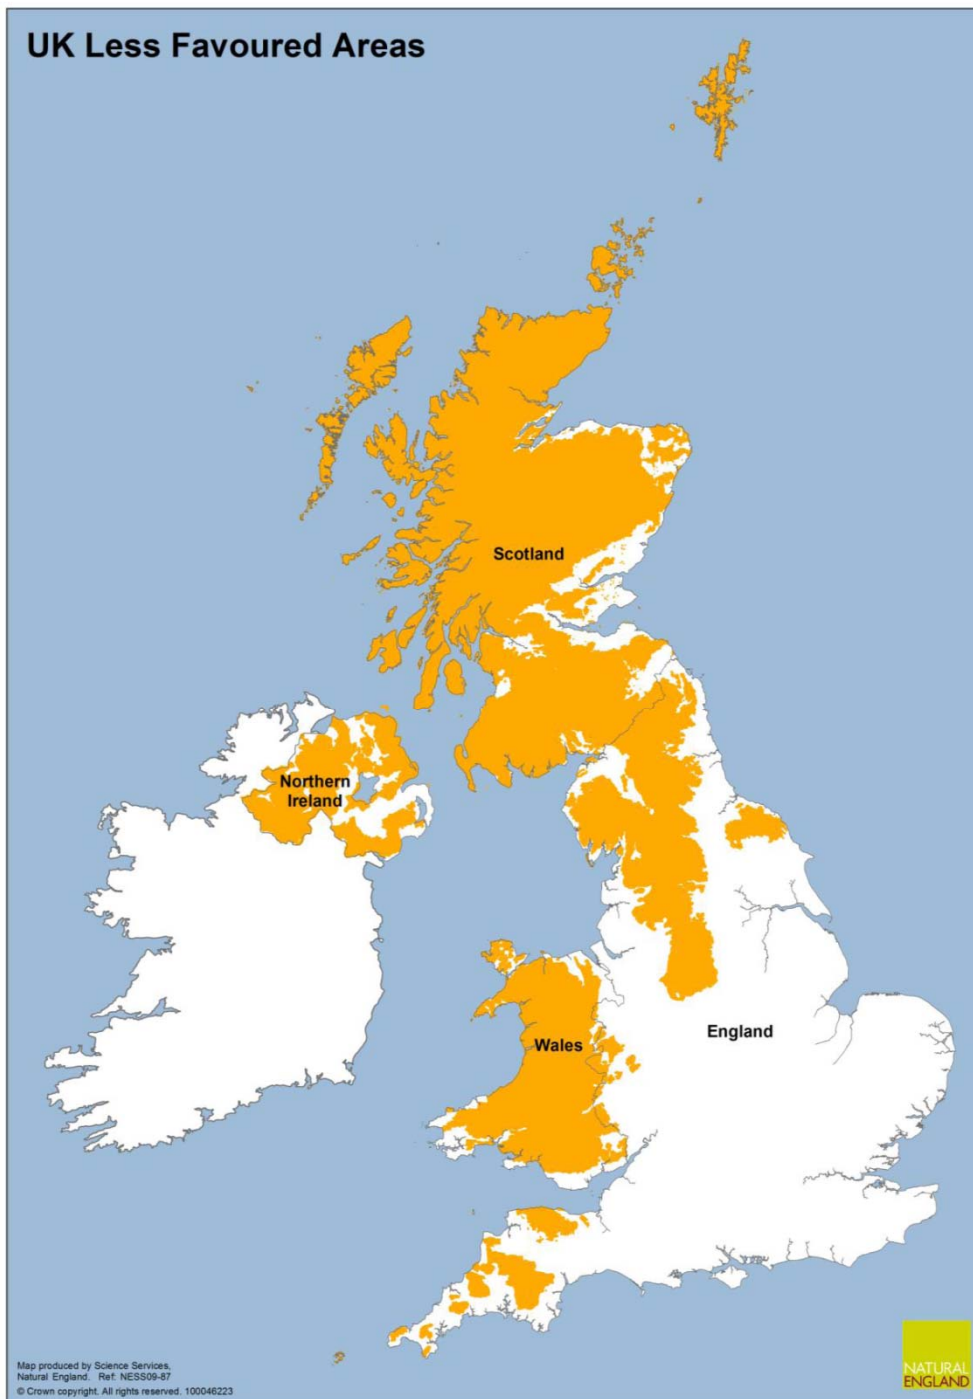 UK Less Favoured Areas
Scotland
Northern
Ireland
Wales
England
Map produced by Science Services,
Natural England. Ref: NESS09-87
© Crown copyright. All rights reserved. 100046223
NATURAL
ENGLAND